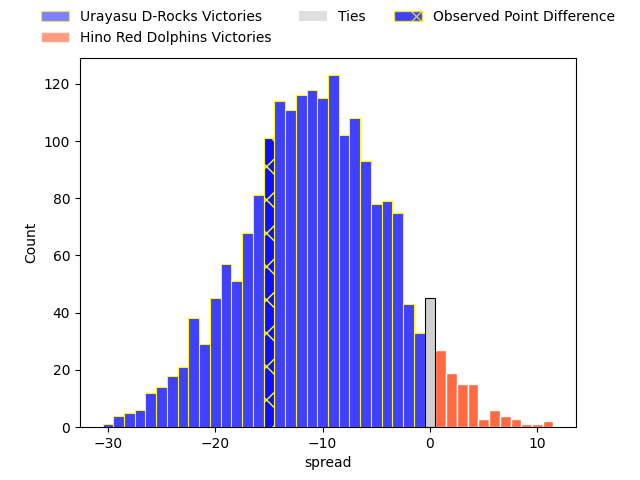 Urayasu D-Rocks Victories
Ties
Observed Point Difference
Hino Red Dolphins Victories
120
100
80
60
40
20
0
Count
−30
−20
−10
0
10
spread